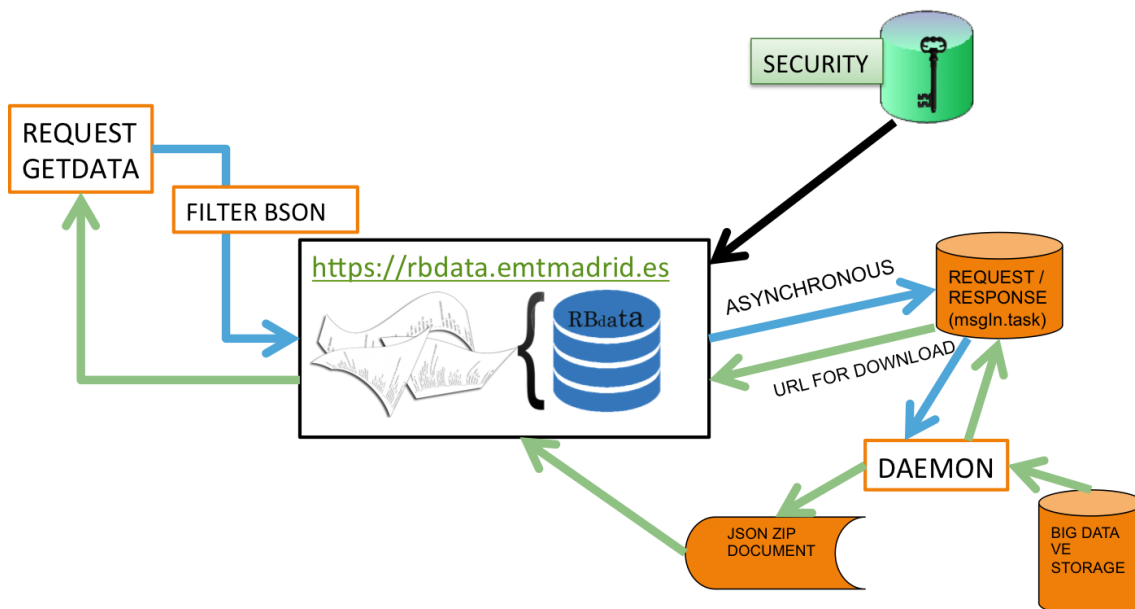 SECURITY
REQUEST
GETDATA
FILTER BSON
https://rbdata.emtmadrid.es
RBdata
ASYNCHRONOUS
REQUEST /
RESPONSE
(msgIn.task)
URL FOR DOWNLOAD
DAEMON
JSON ZIP
DOCUMENT
BIG DATA
VE
STORAGE